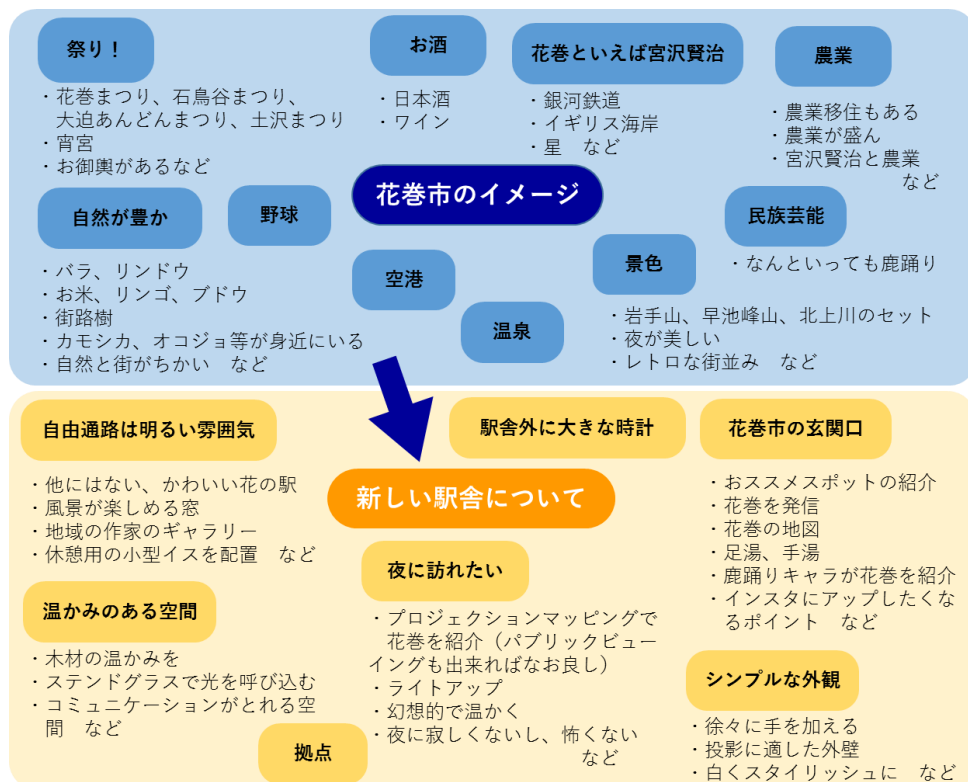 祭り！
・花巻まつり、石鳥谷まつり、
大迫あんどんまつり、土沢まつり
・宵宮
・お御輿があるなど
お酒
・日本酒
・ワイン
花巻といえば宮沢賢治
・銀河鉄道
・イギリス海岸
・星　など
農業
・農業移住もある
・農業が盛ん
・宮沢賢治と農業
など
花巻市のイメージ
自然が豊か
・バラ、リンドウ
・お米、リンゴ、ブドウ
・街路樹
・カモシカ、オコジョ等が身近にいる
・自然と街がちかい　など
野球
空港
温泉
景色
・岩手山、早池峰山、北上川のセット
・夜が美しい
・レトロな街並み　など
民族芸能
・なんといっても鹿踊り
自由通路は明るい雰囲気
・他にはない、かわいい花の駅
・風景が楽しめる窓
・地域の作家のギャラリー
・休憩用の小型イスを配置　など
駅舎外に大きな時計
花巻市の玄関口
・おススメスポットの紹介
・花巻を発信
・花巻の地図
・足湯、手湯
・鹿踊りキャラが花巻を紹介
・インスタにアップしたくな
るポイント　など
新しい駅舎について
温かみのある空間
・木材の温かみを
・ステンドグラスで光を呼び込む
・コミュニケーションがとれる空
間　など
夜に訪れたい
・プロジェクションマッピングで
花巻を紹介（パブリックビュー
イングも出来ればなお良し）
・ライトアップ
・幻想的で温かく
・夜に寂しくないし、怖くない
など
拠点
シンプルな外観
・徐々に手を加える
・投影に適した外壁
・白くスタイリッシュに　など